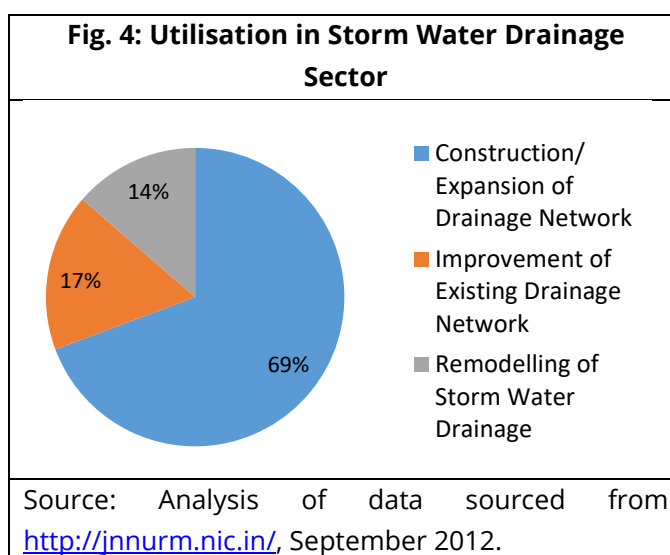 Fig. 4: Utilisation in Storm Water Drainage
Sector
14%
17%
69%
Construction/
Expansion of
Drainage Network
Improvement of
Existing Drainage
Network
Remodelling of
Storm Water
Drainage
Source: Analysis of data sourced from
http://jnnurm.nic.in/, September 2012.